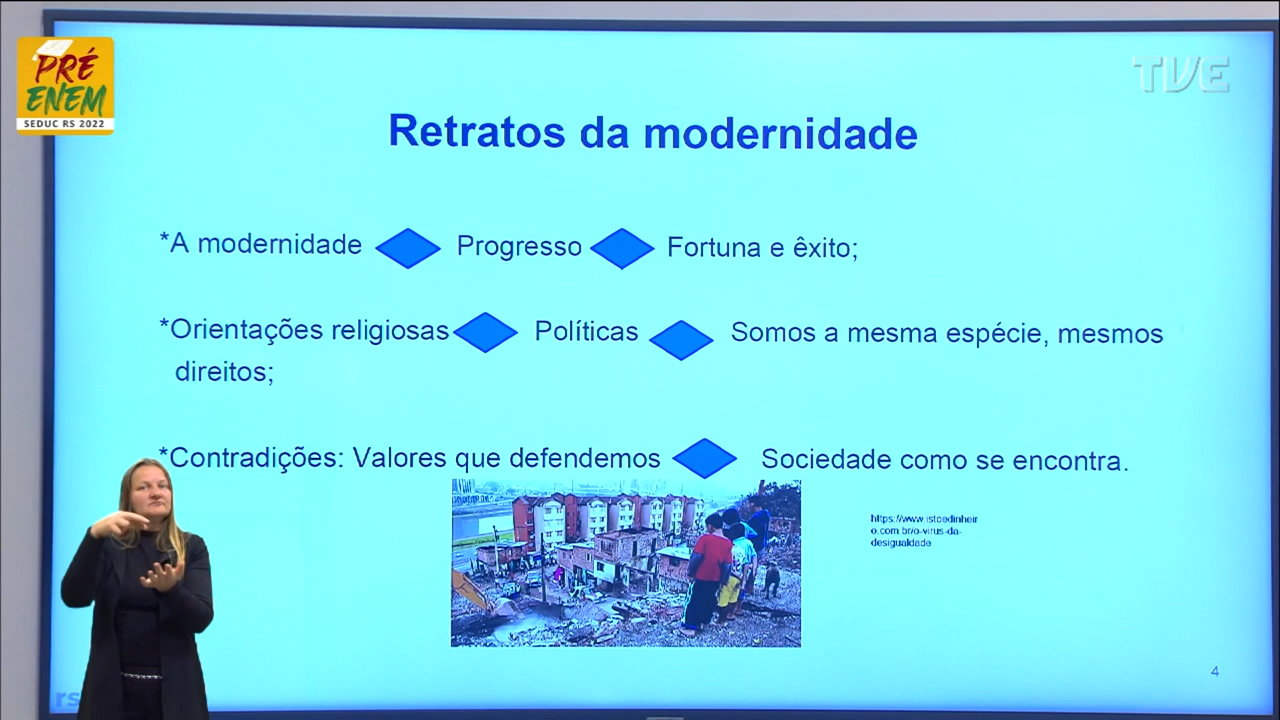 PRÉ
ENEM
SEDUC RS 2022
TVE
Retratos da modernidade
*A modernidade Progresso Fortuna e êxito;
*Orientações religiosas Políticas Somos a mesma espécie, mesmos
direitos;
*Contradições: Valores que defendemos Sociedade como se encontra.
https://www.istoedinheir
o.com.br/o-virus-da-
desigualdade
4
rs